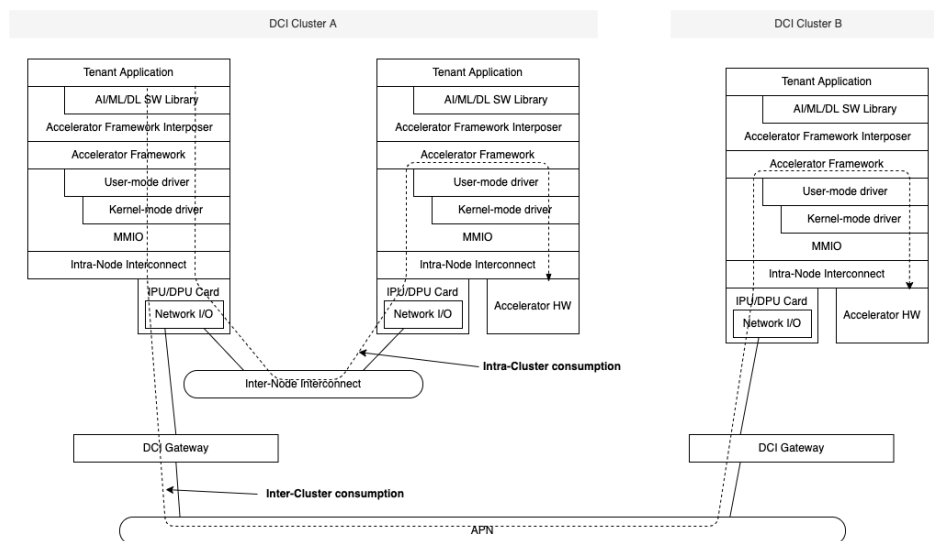 DCI Cluster A
DCI Cluster B
Tenant Application
AI/ML/DL SW Library
Accelerator Framework Interposer
Accelerator Framework
User-mode driver
Kernel-mode driver
MMIO
Intra-Node Interconnect
IPU/DPU Card
Network I/O
Tenant Application
AI/ML/DL SW Library
Accelerator Framework Interposer
Accelerator Framework
User-mode driver
Kernel-mode driver
MMIO
Intra-Node Interconnect
IPU/DPU Card
Network I/O
Accelerator HW
Tenant Application
AI/ML/DL SW Library
Accelerator Framework Interposer
Accelerator Framework
User-mode driver
Kernel-mode driver
MMIO
Intra-Node Interconnect
IPU/DPU Card
Network I/O
Accelerator HW
Intra-Cluster consumption
Inter-Node Interconnect
DCI Gateway
DCI Gateway
Inter-Cluster consumption
APN